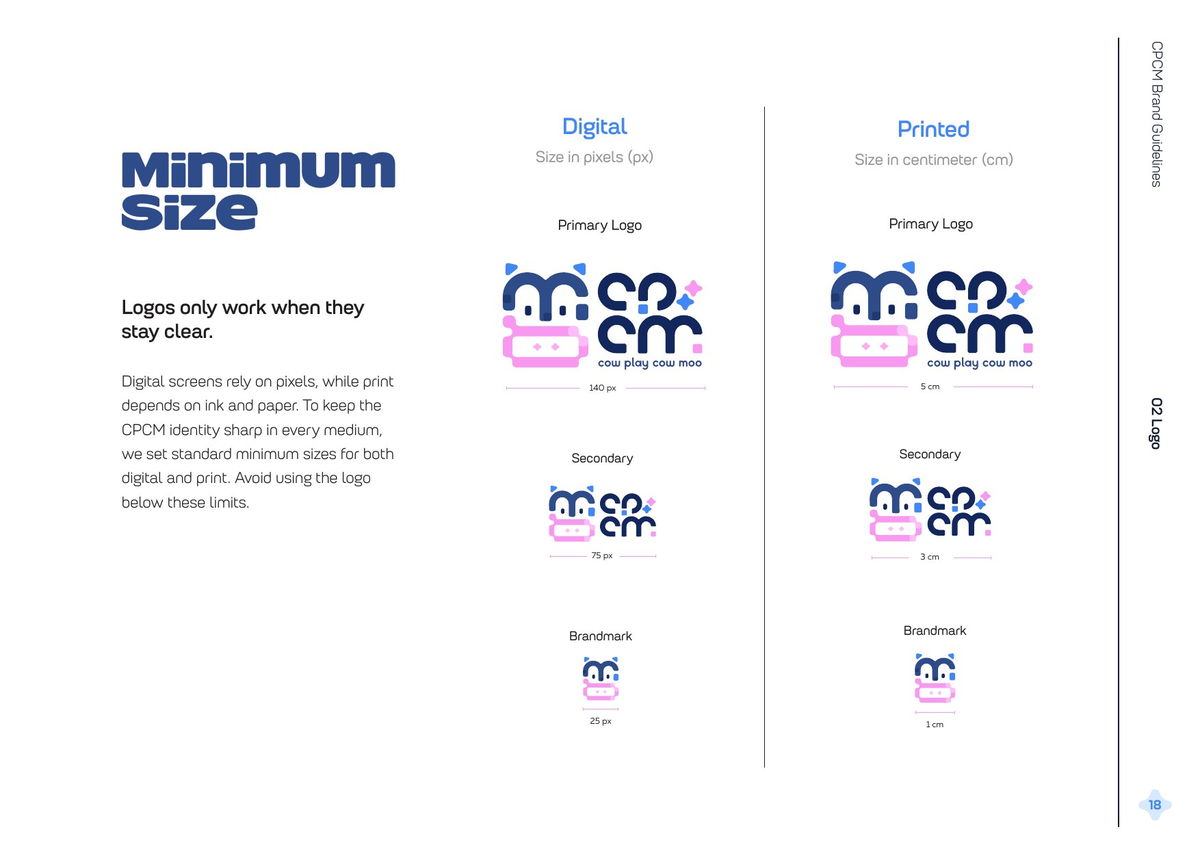 Minimum
Size
Logos only work when they
stay clear.
Digital screens rely on pixels, while print
depends on ink and paper. To keep the
CPCM identity sharp in every medium,
we set standard minimum sizes for both
digital and print. Avoid using the logo
below these limits.
Digital
Size in pixels (px)
Primary Logo
cp
cm
cow play cow moo
140 px
Secondary
cp
cm
75 px
Brandmark
25 px
Printed
Size in centimeter (cm)
Primary Logo
cp
cm
cow play cow moo
5 cm
Secondary
cp
cm
3 cm
Brandmark
1 cm
CPCM Brand Guidelines
02 Logo
18